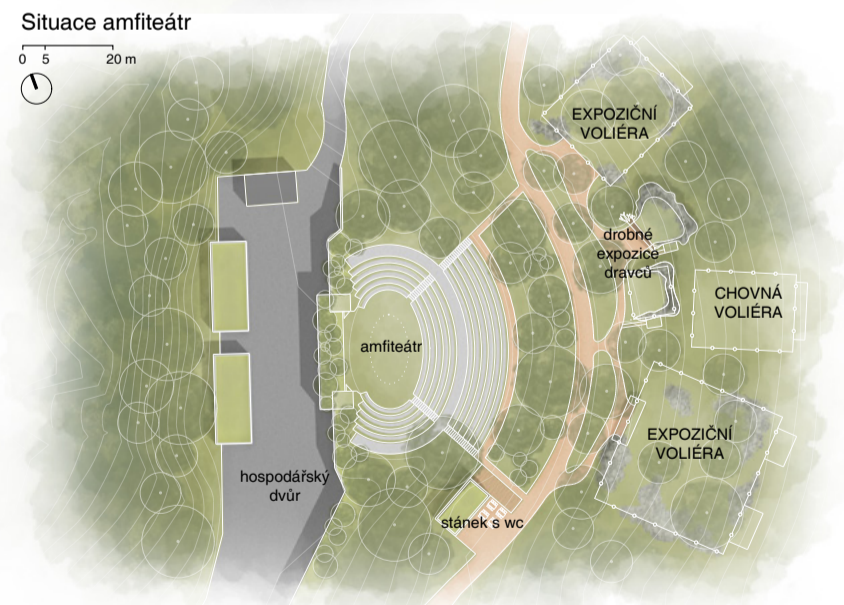 Situace amfiteátr
0 5 20 m
EXPOZIČNÍ
VOLIÉRA
drobné
expozice
dravců
CHOVNÁ
VOLIÉRA
amfiteátr
EXPOZIČNÍ
VOLIÉRA
hospodářský
dvůr
stánek s wc